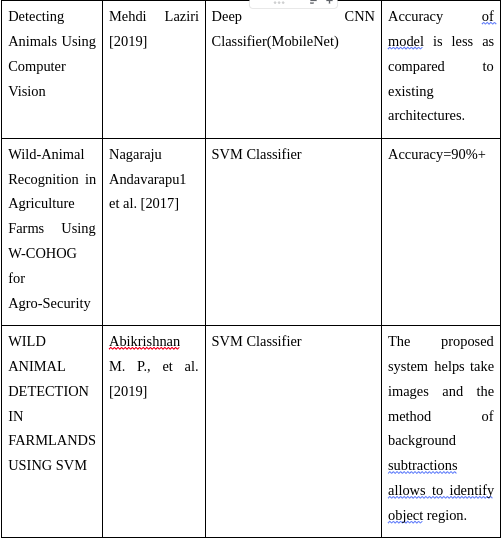 Detecting
Animals Using
Computer
Vision
Mehdi Laziri
[2019]
Deep CNN
Classifier(MobileNet)
Accuracy of
model is less as
compared to
existing
architectures.
Wild-Animal
Recognition in
Agriculture
Farms Using
W-COHOG
for
Agro-Security
Nagaraju
Andavarapu1
et al. [2017]
SVM Classifier
Accuracy=90%+
WILD
ANIMAL
DETECTION
IN
FARMLANDS
USING SVM
Abikrishnan
M. P., et al.
[2019]
SVM Classifier
The proposed
system helps take
images and the
method of
background
subtractions
allows to identify
object region.